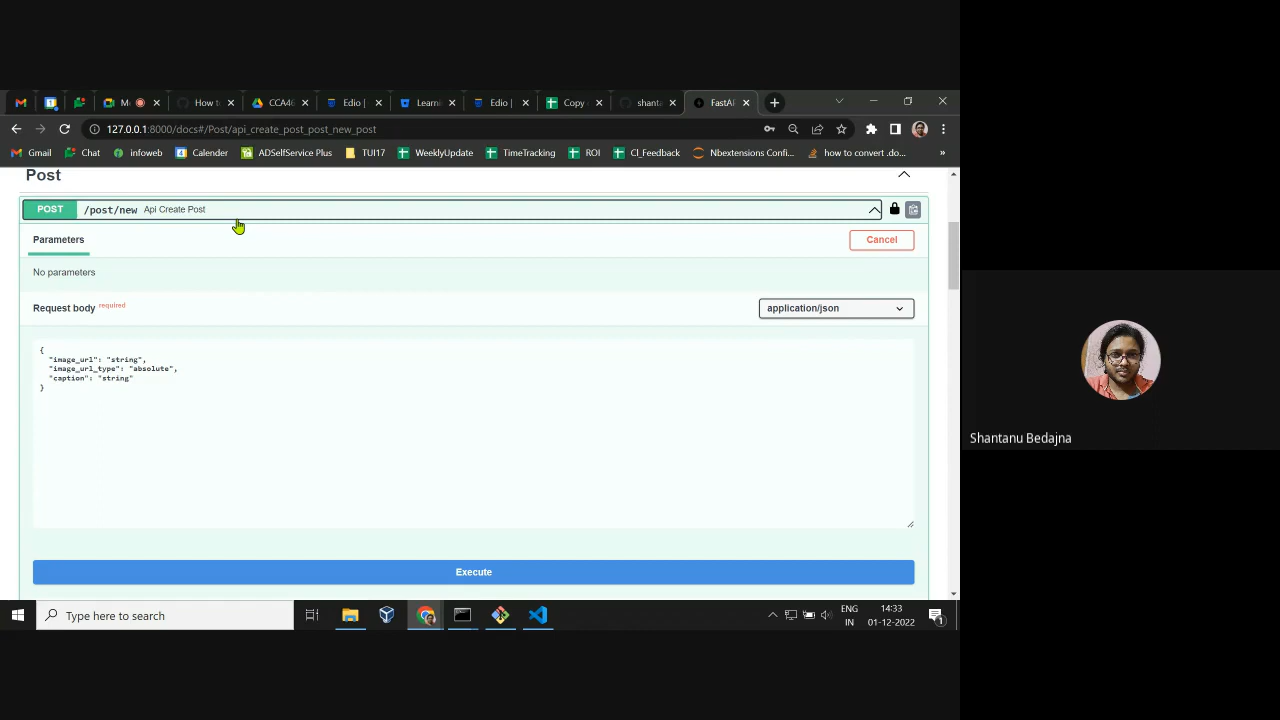 M
How t
CCA4
Edio |
Learni
Edio |
Copy
shanta
FastAP
127.0.0.1:8000/docs#/Post/api_create_post_post_new_post
Gmail
Chat
infoweb
Calender
ADSelfService Plus
TUI17
WeeklyUpdate
TimeTracking
ROI
CI_Feedback
Nbextensions Confi...
how to convert .do...
»
Post
POST /post/new Api Create Post
Parameters
Cancel
No parameters
Request body required
application/json
{
"image_url": "string",
"image_url_type": "absolute",
"caption": "string"
}
Execute
Shantanu Bedajna
Type here to search
ENG
IN
14:33
01-12-2022
1